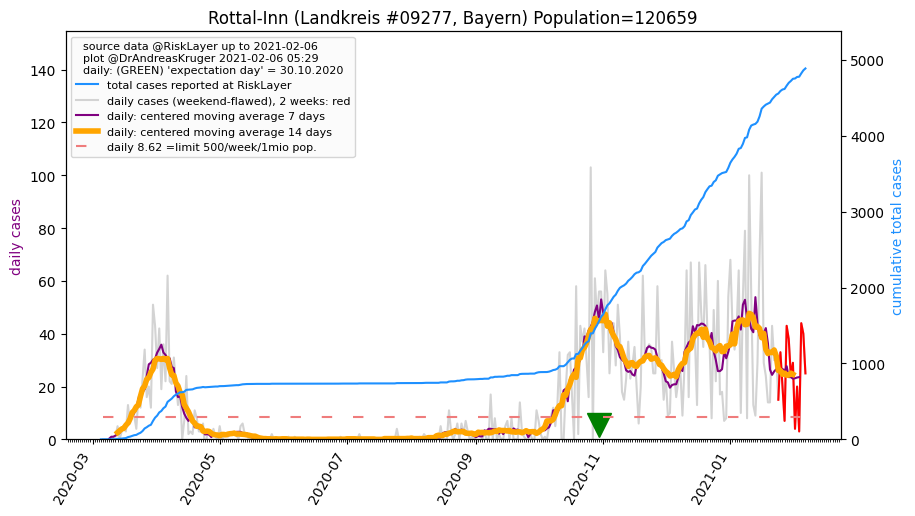 Rottal-Inn (Landkreis #09277, Bayern) Population=120659
source data @RiskLayer up to 2021-02-06
plot @DrAndreasKruger 2021-02-06 05:29
daily: (GREEN) 'expectation day' = 30.10.2020
total cases reported at RiskLayer
daily cases (weekend-flawed), 2 weeks: red
daily: centered moving average 7 days
daily: centered moving average 14 days
daily 8.62 =limit 500/week/1mio pop.
daily cases
140
120
100
80
60
40
20
0
cumulative total cases
5000
4000
3000
2000
1000
0
2020-03
2020-05
2020-07
2020-09
2020-11
2021-01